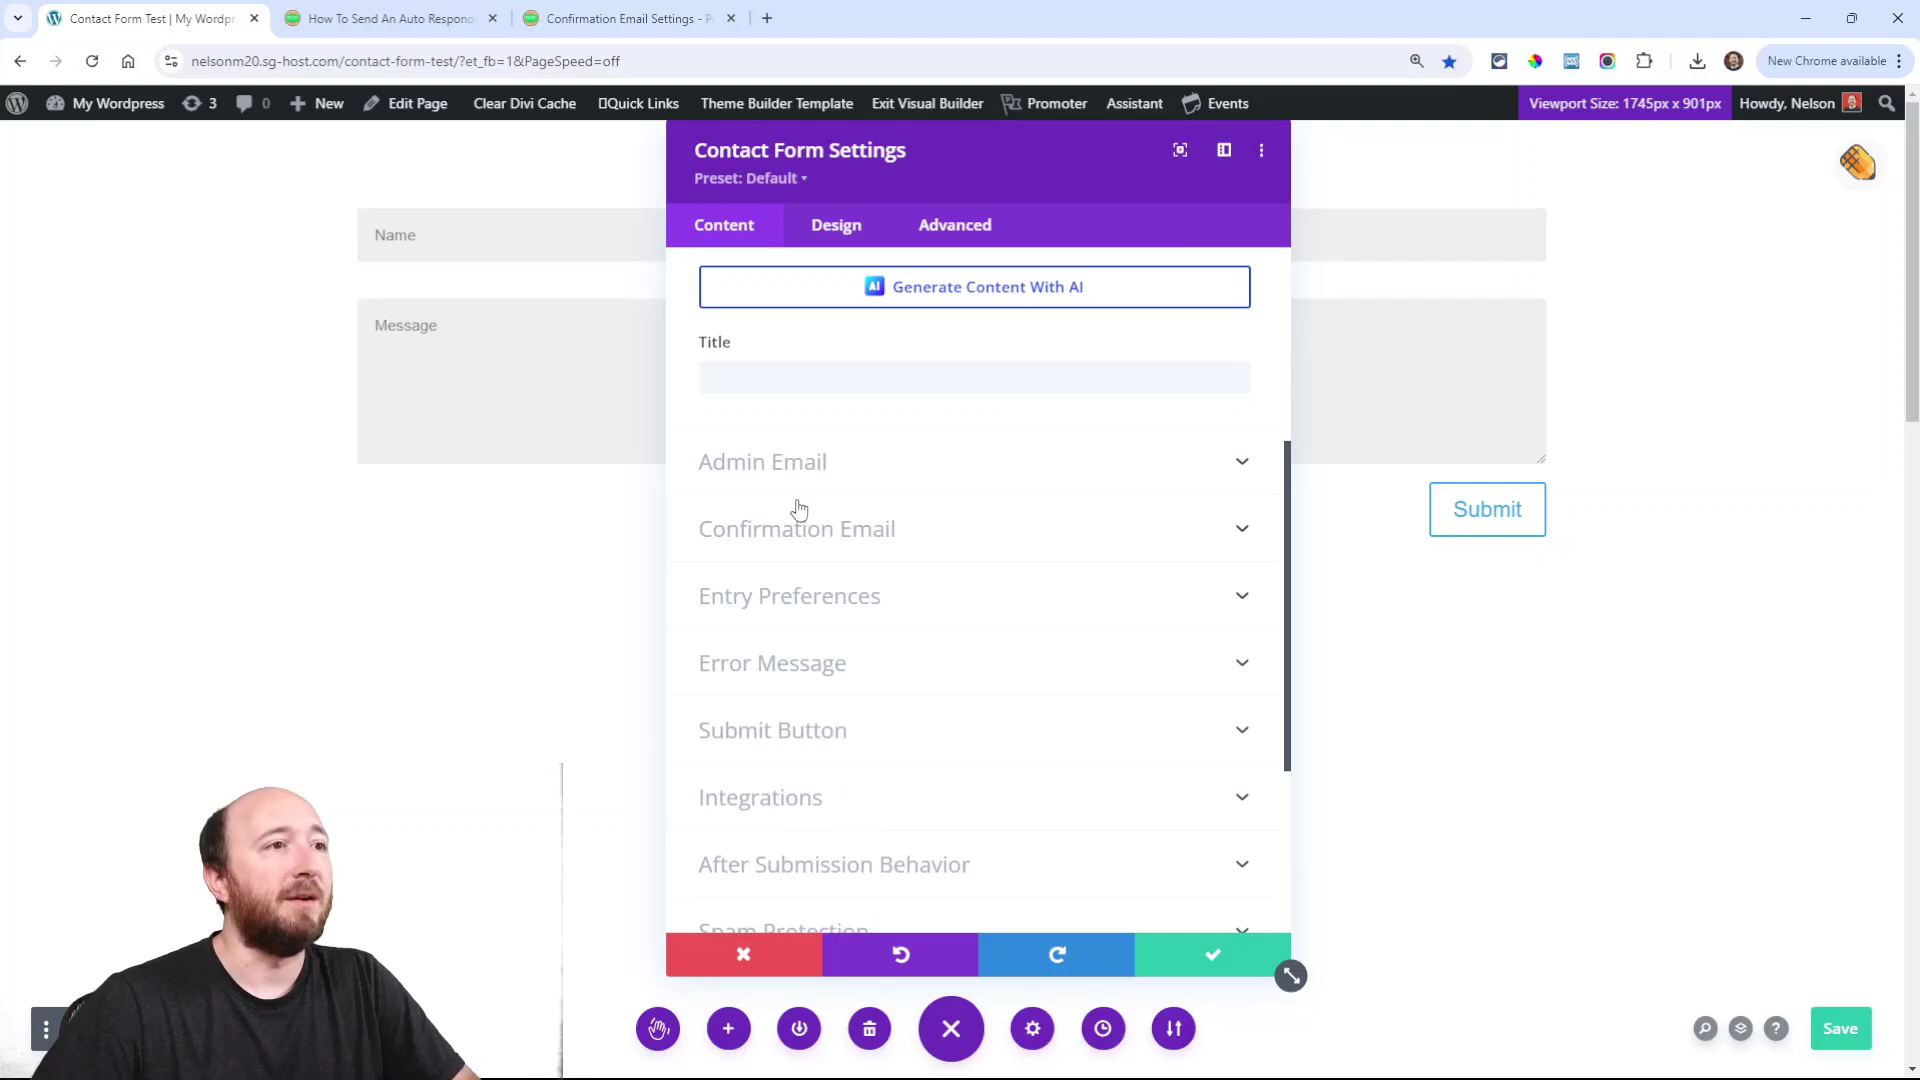 Contact Form Test | My Wordpr
How To Send An Auto Respond
Confirmation Email Settings - P
nelsonm20.sg-host.com/contact-form-test/?et_fb=1&PageSpeed=off
New Chrome available
My Wordpress
3
0
New
Edit Page
Clear Divi Cache
Quick Links
Theme Builder Template
Exit Visual Builder
Promoter
Assistant
Events
Viewport Size: 1745px x 901px
Howdy, Nelson
Contact Form Settings
Preset: Default
Content
Design
Advanced
Name
AI Generate Content With AI
Message
Title
Admin Email
Confirmation Email
Submit
Entry Preferences
Error Message
Submit Button
Integrations
After Submission Behavior
Spam Protection
?
Save